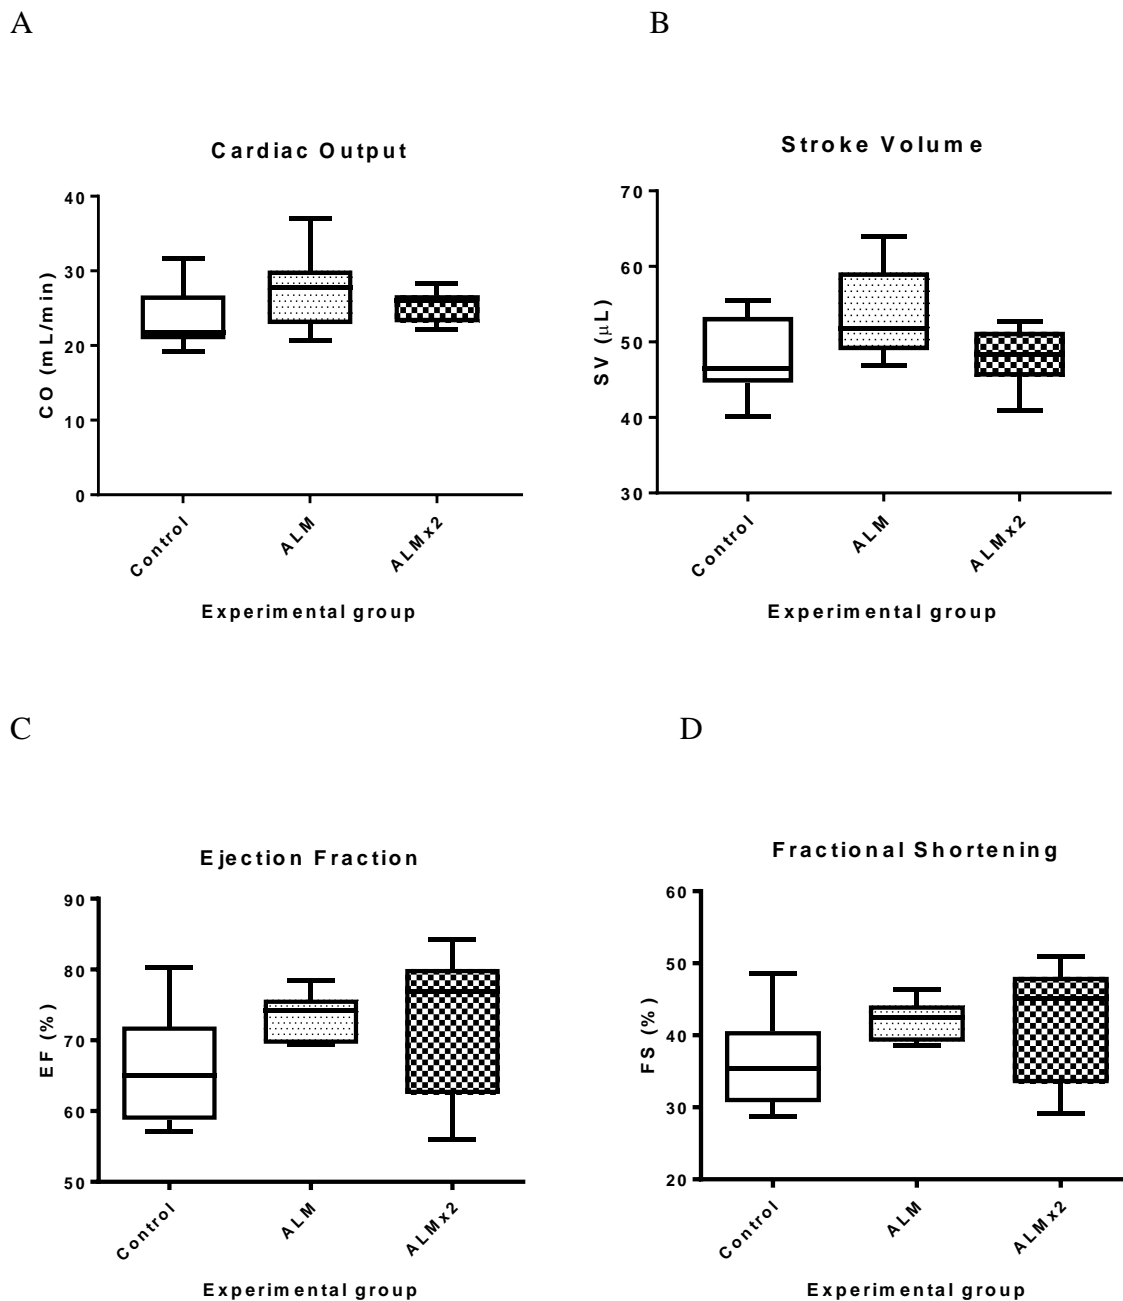 A
B
Cardiac Output
CO (mL/min)
40
30
20
10
0
Control
ALM
ALMx2
Experimental group
Stroke Volume
SV (μL)
70
60
50
40
30
Control
ALM
ALMx2
Experimental group
C
D
Ejection Fraction
EF (%)
90
80
70
60
50
Control
ALM
ALMx2
Experimental group
Fractional Shortening
FS (%)
60
50
40
30
20
Control
ALM
ALMx2
Experimental group